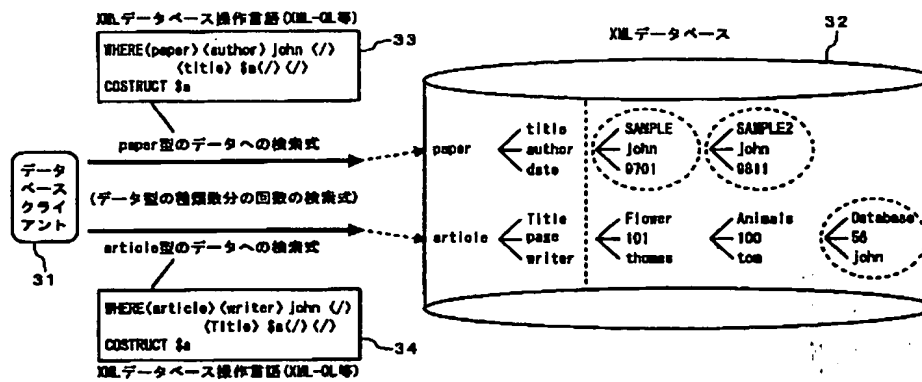 XMLデータベース操作言語(XML-QL等)
33
WHERE<paper><author> john </>
<title> $a</></>
COSTRUCT $a
XMLデータベース
32
paper型のデータへの検索式
データ
ベース
クライ
アント
(データ型の種類数分の回数の検索式)
article型のデータへの検索式
31
WHERE<article><writer> john </>
<Title> $a</></>
COSTRUCT $a
34
XMLデータベース操作言語(XML-QL等)
paper
title
author
date
SAMPLE
john
9701
SAMPLE2
john
9811
article
Title
page
writer
Flower
101
thomas
Animals
100
tom
Database
56
john